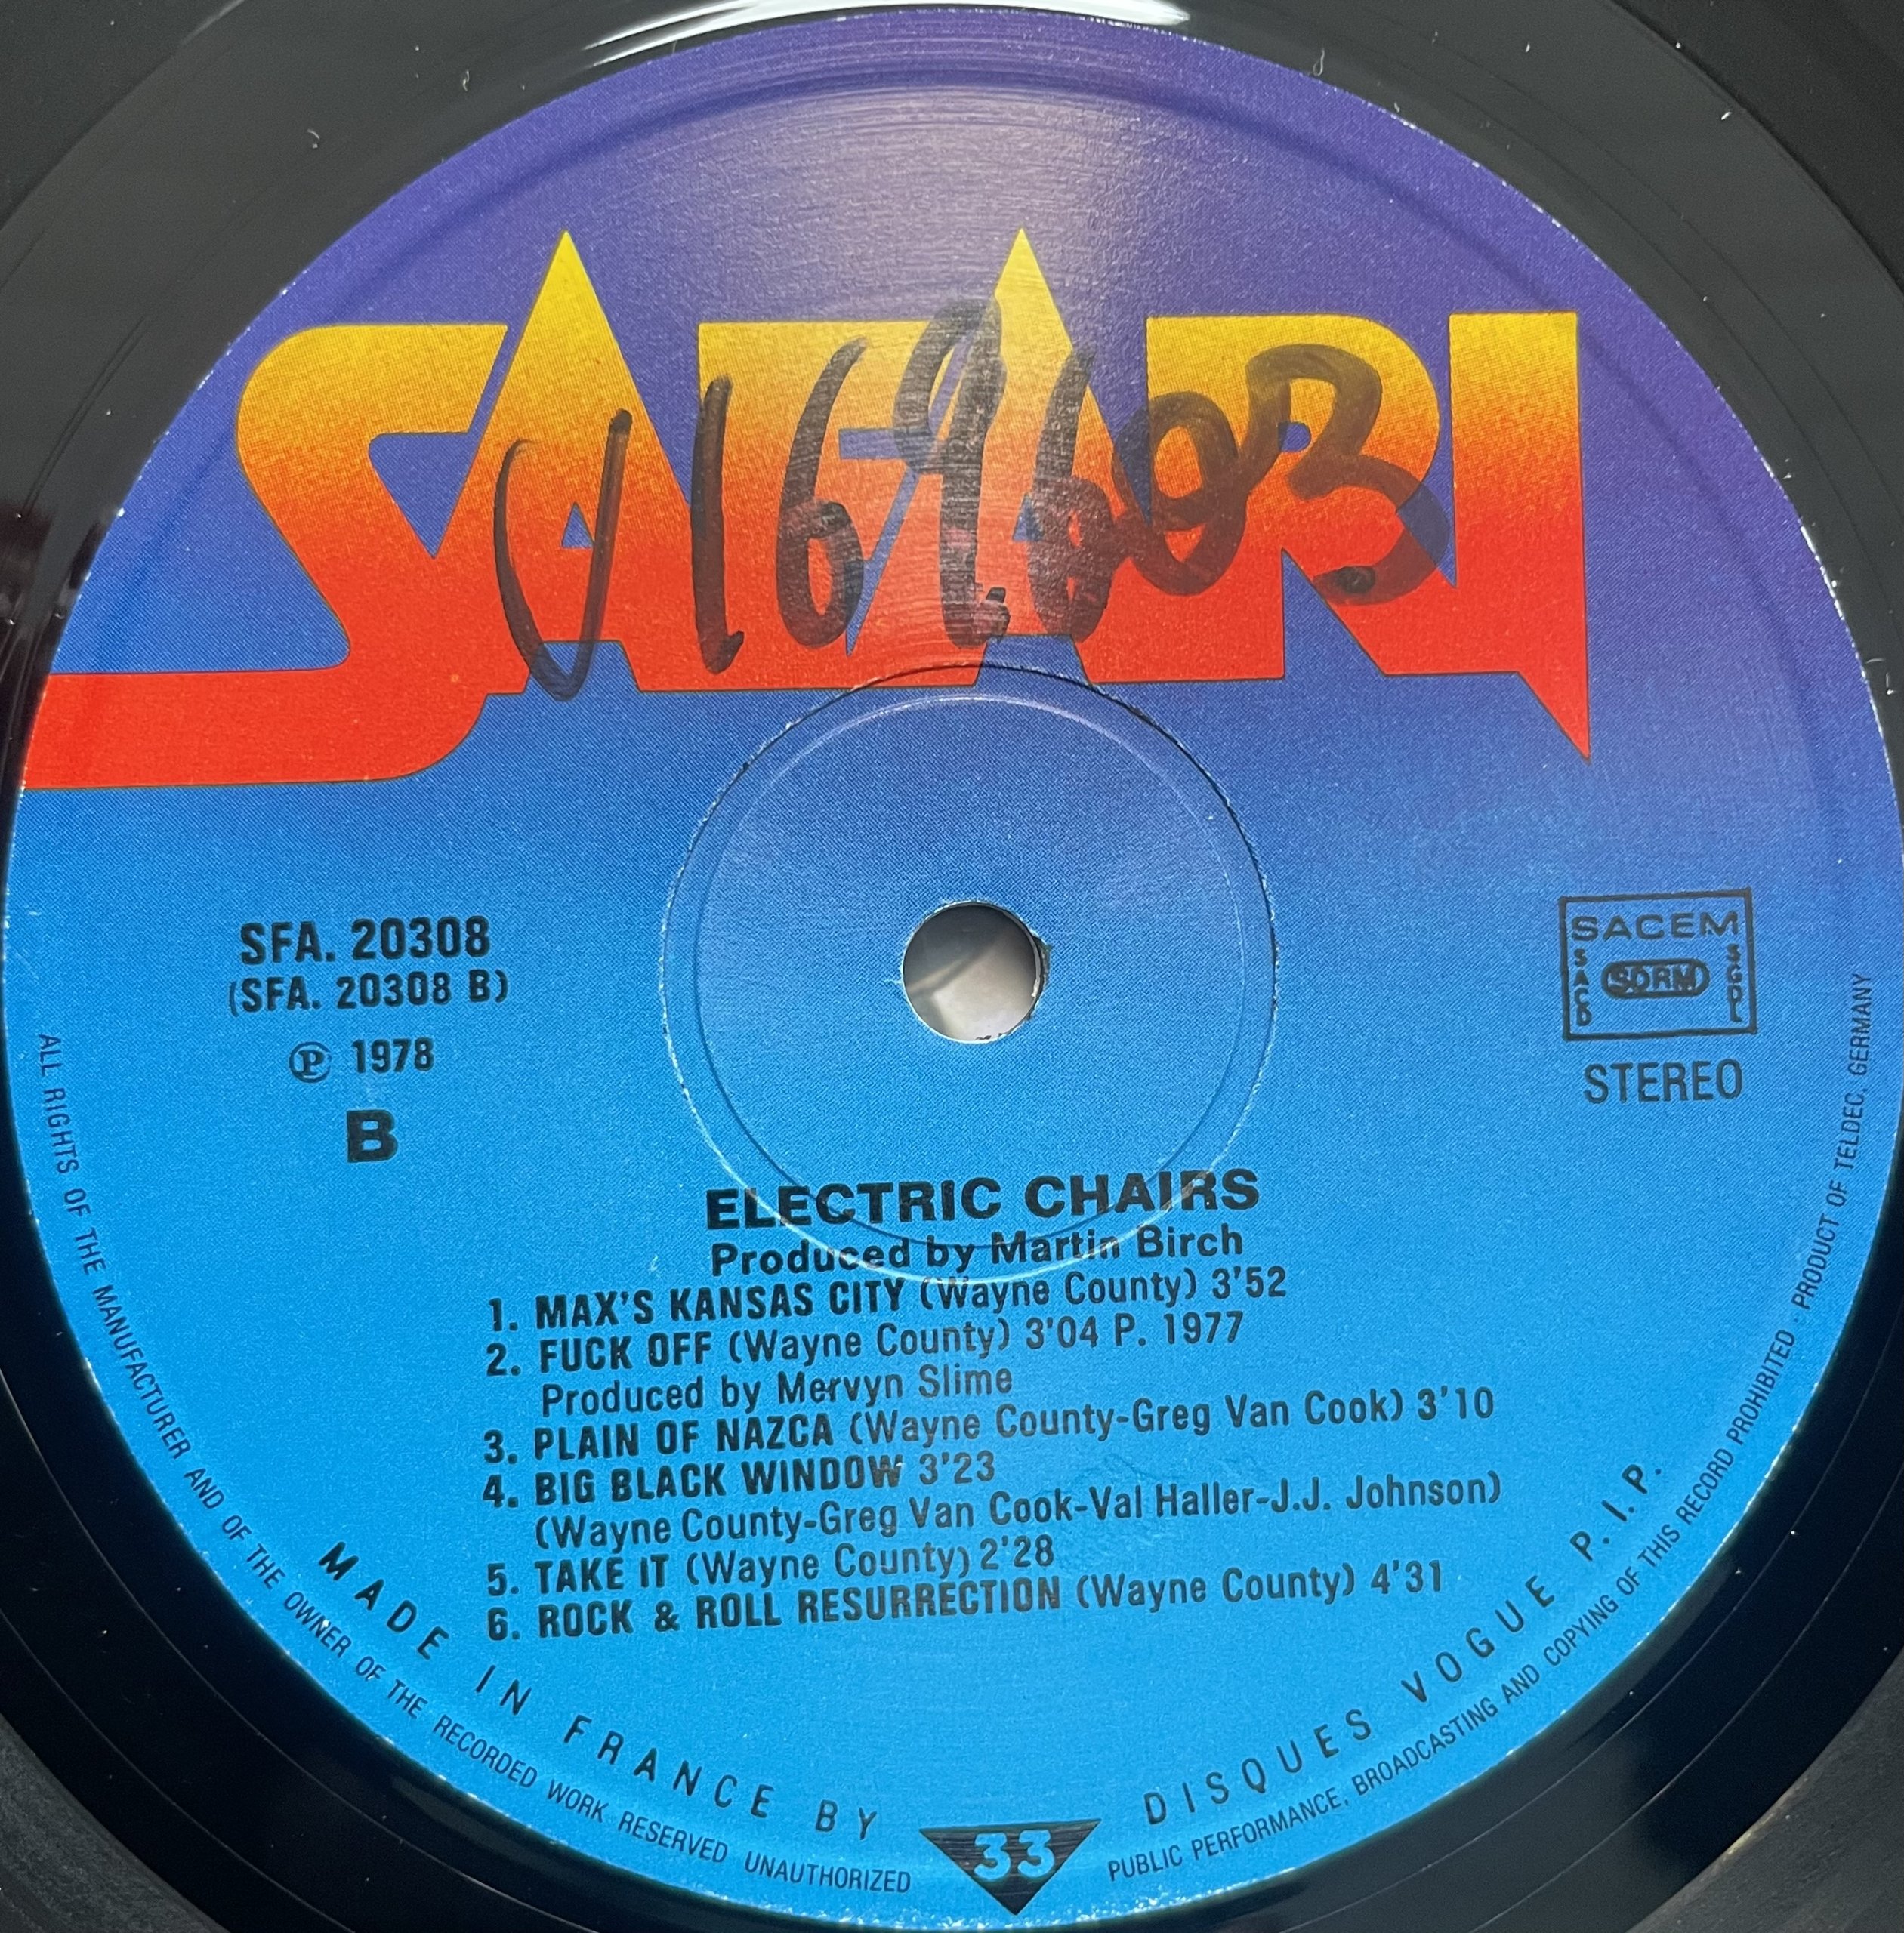 SAFARI
SFA. 20308
(SFA. 20308 B)
Ⓟ 1978
B
SACEM
SACD
SDRM
SGDL
STEREO
ELECTRIC CHAIRS
Produced by Martin Birch
1. MAX'S KANSAS CITY (Wayne County) 3'52
2. FUCK OFF (Wayne County) 3'04 P. 1977
Produced by Mervyn Slime
3. PLAIN OF NAZCA (Wayne County-Greg Van Cook) 3'10
4. BIG BLACK WINDOW 3'23
(Wayne County-Greg Van Cook-Val Haller-J.J. Johnson)
5. TAKE IT (Wayne County) 2'28
6. ROCK & ROLL RESURRECTION (Wayne County) 4'31
MADE IN FRANCE BY DISQUES VOGUE P.I.P.
33
ALL RIGHTS OF THE MANUFACTURER AND OF THE OWNER OF THE RECORDED WORK RESERVED UNAUTHORIZED PUBLIC PERFORMANCE, BROADCASTING AND COPYING OF THIS RECORD PROHIBITED : PRODUCT OF TELDEC, GERMANY